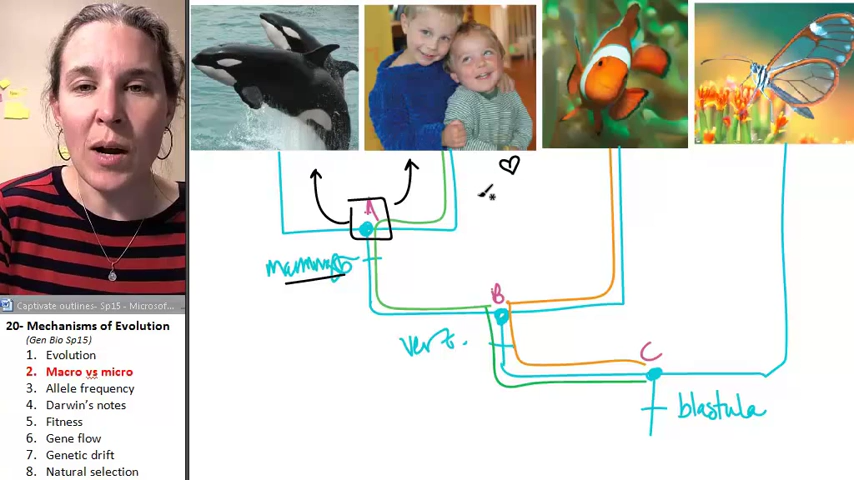 A
mammals
B
vert.
C
blastula
Captivate outlines- Sp15 - Microsof...
20- Mechanisms of Evolution
(Gen Bio Sp15)
1. Evolution
2. Macro vs micro
3. Allele frequency
4. Darwin's notes
5. Fitness
6. Gene flow
7. Genetic drift
8. Natural selection